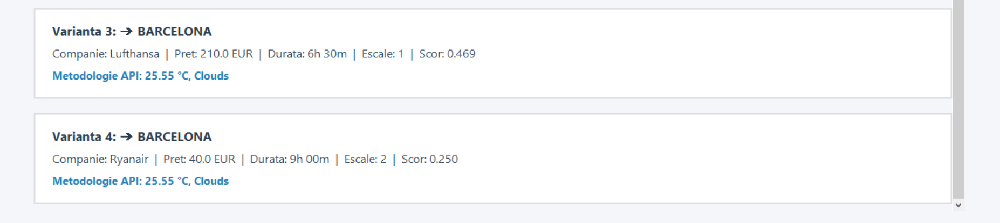 Varianta 3: → BARCELONA
Companie: Lufthansa | Pret: 210.0 EUR | Durata: 6h 30m | Escale: 1 | Scor: 0.469
Metodologie API: 25.55 °C, Clouds
Varianta 4: → BARCELONA
Companie: Ryanair | Pret: 40.0 EUR | Durata: 9h 00m | Escale: 2 | Scor: 0.250
Metodologie API: 25.55 °C, Clouds